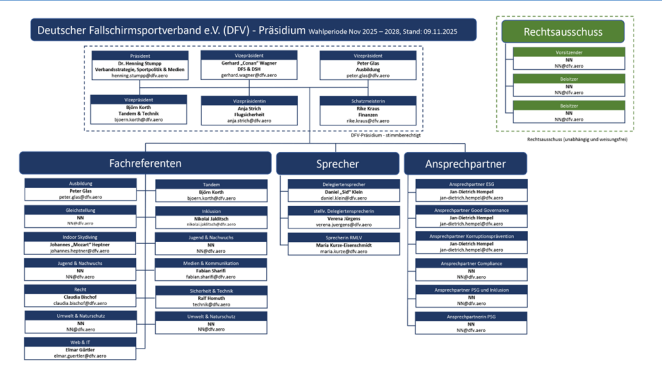 Deutscher Fallschirmsportverband e.V. (DFV) - Präsidium Wahlperiode Nov 2025 – 2028, Stand: 09.11.2025
Präsident
Dr. Henning Stumpp
Verbandsstrategie, Sportpolitik & Medien
henning.stumpp@dfv.aero
Vizepräsident
Gerhard „Conan" Wagner
DFS & DSH
gerhard.wagner@dfv.aero
Vizepräsident
Peter Glas
Ausbildung
peter.glas@dfv.aero
Vizepräsident
Björn Korth
Tandem & Technik
bjoern.korth@dfv.aero
Vizepräsidentin
Anja Strich
Flugsicherheit
anja.strich@dfv.aero
Schatzmeisterin
Rike Kraus
Finanzen
rike.kraus@dfv.aero
DFV-Präsidium - stimmberechtigt
Rechtsausschuss
Vorsitzender
NN
NN@dfv.aero
Beisitzer
NN
NN@dfv.aero
Beisitzer
NN
NN@dfv.aero
Rechtsausschuss (unabhängig und weisungsfrei)
Fachreferenten
Ausbildung
Peter Glas
peter.glas@dfv.aero
Gleichstellung
NN
NN@dfv.aero
Indoor Skydiving
Johannes „Mozart" Heptner
johannes.heptner@dfv.aero
Jugend & Nachwuchs
NN
NN@dfv.aero
Recht
Claudia Bischof
claudia.bischof@dfv.aero
Umwelt & Naturschutz
NN
NN@dfv.aero
Web & IT
Elmar Gürtler
elmar.guertler@dfv.aero
Tandem
Björn Korth
bjoern.korth@dfv.aero
Inklusion
Nikolai Jablitsch
nikolai.jablitsch@dfv.aero
Jugend & Nachwuchs
NN
NN@dfv.aero
Medien & Kommunikation
Fabian Sharifi
fabian.sharifi@dfv.aero
Sicherheit & Technik
Ralf Homuth
technik@dfv.aero
Umwelt & Naturschutz
NN
NN@dfv.aero
Sprecher
Delegiertensprecher
Daniel „Sid" Klein
daniel.klein@dfv.aero
stellv. Delegiertensprecherin
Verena Jürgens
verena.juergens@dfv.aero
Sprecherin
Maria Kurse-Eisenschmidt
maria.kurse@dfv.aero
Ansprechpartner
Ansprechpartner ESG
Jan-Dietrich Hempel
jan-dietrich.hempel@dfv.aero
Ansprechpartner Good Governance
Jan-Dietrich Hempel
jan-dietrich.hempel@dfv.aero
Ansprechpartner Korruptionsprävention
Jan-Dietrich Hempel
jan-dietrich.hempel@dfv.aero
Ansprechpartner Compliance
NN
NN@dfv.aero
Ansprechpartner PSG und Inklusion
NN
NN@dfv.aero
Ansprechpartnerin PSG
NN
NN@dfv.aero